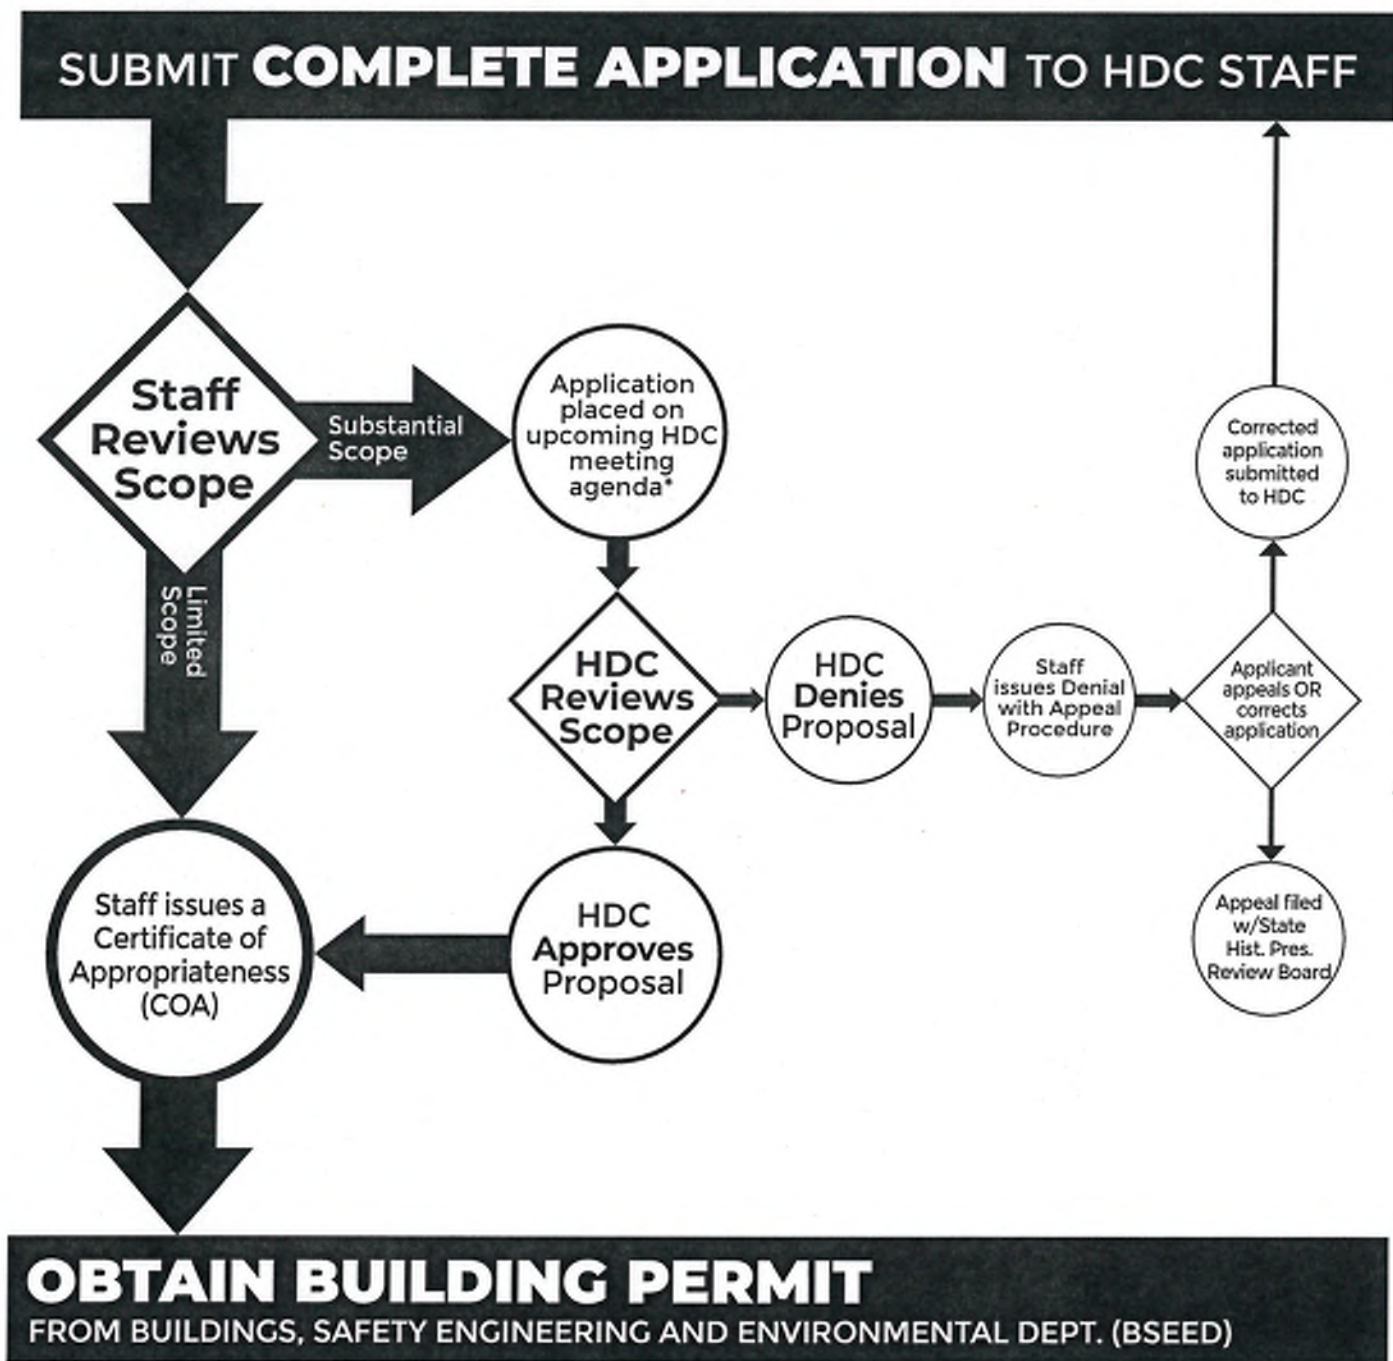 SUBMIT COMPLETE APPLICATION TO HDC STAFF
Staff
Reviews
Scope
Substantial
Scope
Application
placed on
upcoming HDC
meeting
agenda*
Limited
Scope
HDC
Reviews
Scope
HDC
Denies
Proposal
Staff
issues Denial
with Appeal
Procedure
Applicant
appeals OR
corrects
application
Corrected
application
submitted
to HDC
Appeal filed
w/State
Hist. Pres.
Review Board
HDC
Approves
Proposal
Staff issues a
Certificate of
Appropriateness
(COA)
OBTAIN BUILDING PERMIT
FROM BUILDINGS, SAFETY ENGINEERING AND ENVIRONMENTAL DEPT. (BSEED)